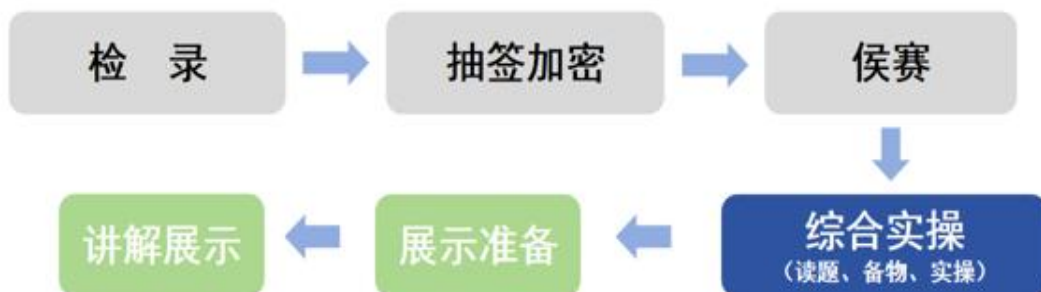 检 录
抽签加密
侯赛
综合实操
（读题、备物、实操）
展示准备
讲解展示